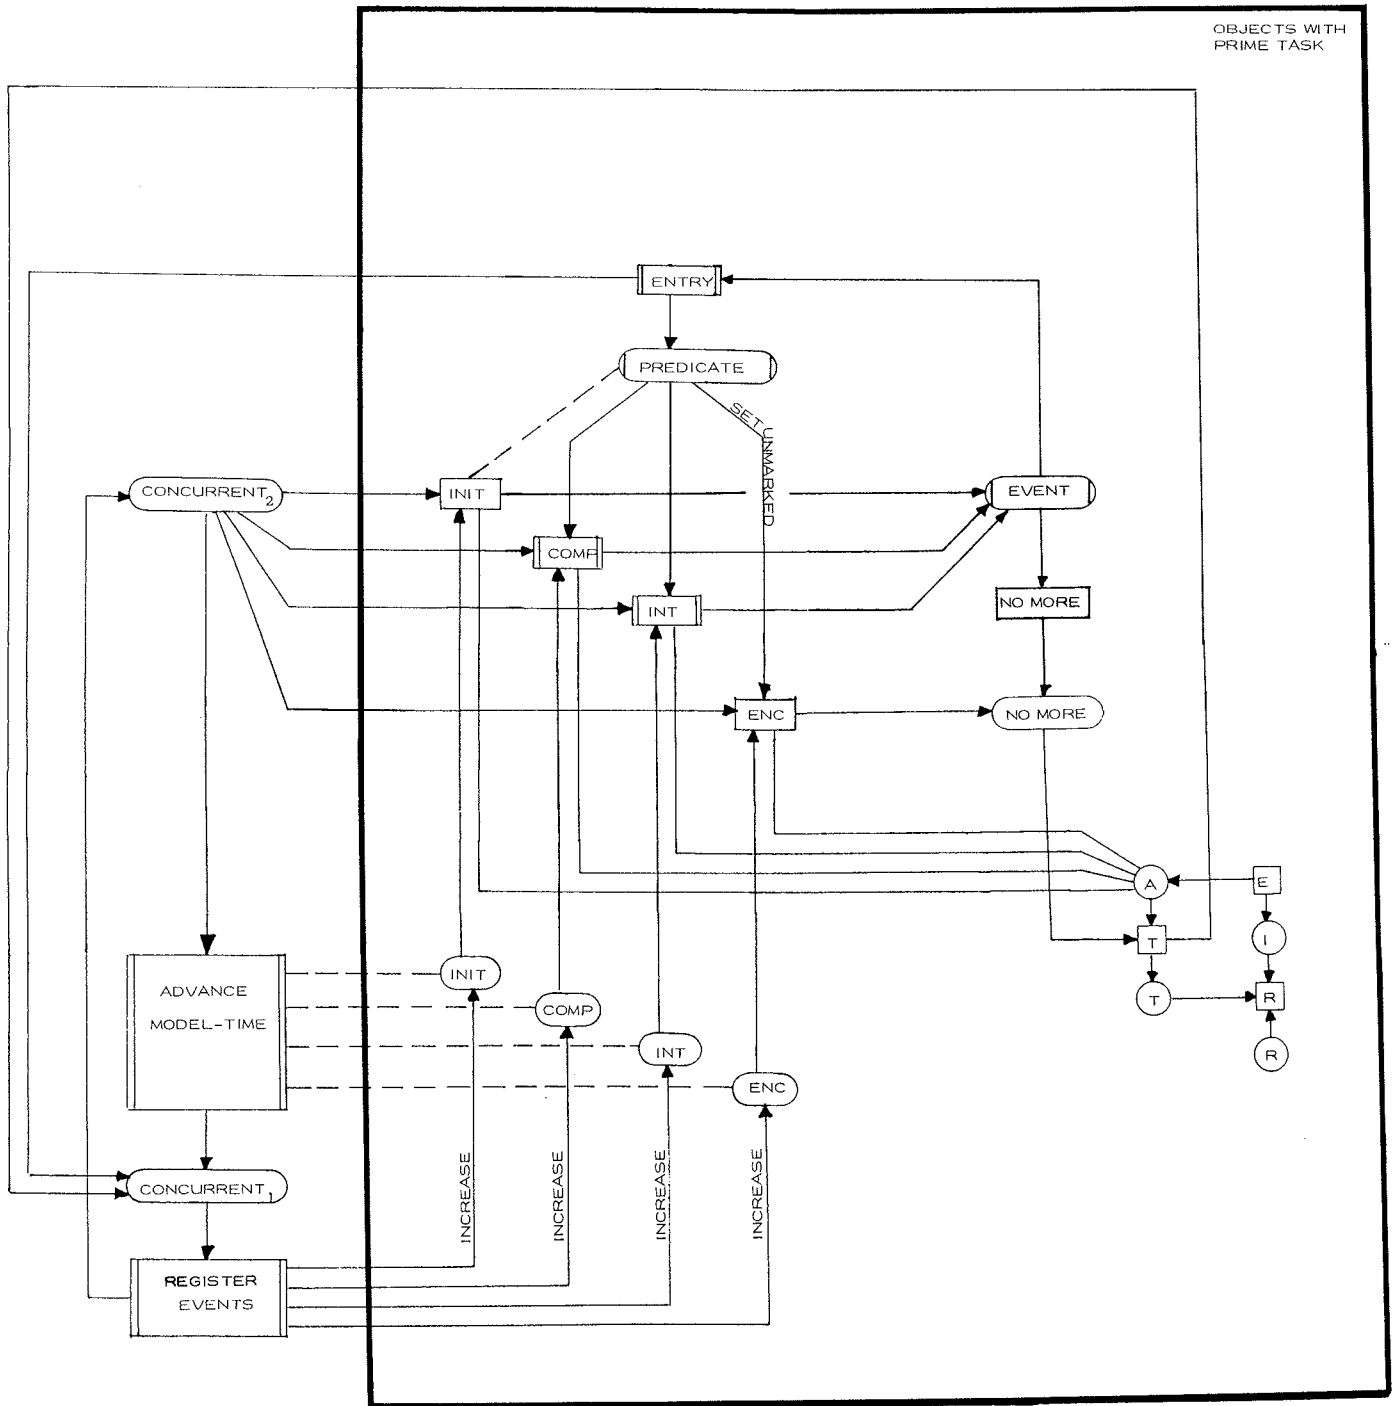 OBJECTS WITH
PRIME TASK
ENTRY
PREDICATE
SET UNMARKED
CONCURRENT2
INIT
EVENT
COMP
INT
NO MORE
ENC
NO MORE
A
E
T
I
T
R
R
ADVANCE
MODEL-TIME
INIT
COMP
INT
ENC
CONCURRENT1
INCREASE
INCREASE
INCREASE
INCREASE
REGISTER
EVENTS